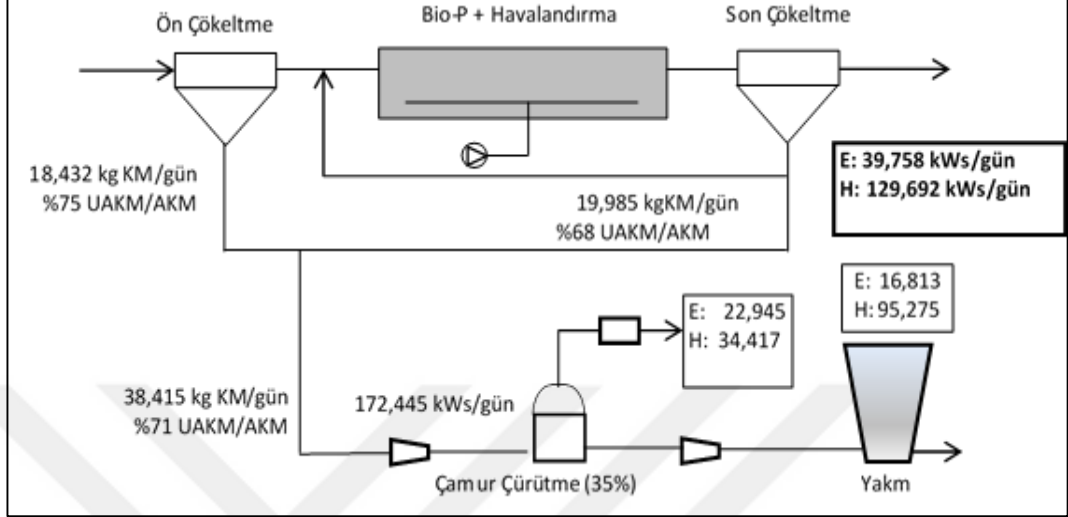 Ön Çökeltme
Bio-P + Havalandırma
Son Çökeltme
18,432 kg KM/gün
%75 UAKM/AKM
19,985 kgKM/gün
%68 UAKM/AKM
E: 39,758 kWs/gün
H: 129,692 kWs/gün
E: 16,813
H: 95,275
E: 22,945
H: 34,417
38,415 kg KM/gün
%71 UAKM/AKM
172,445 kWs/gün
Çamur Çürütme (35%)
Yakm